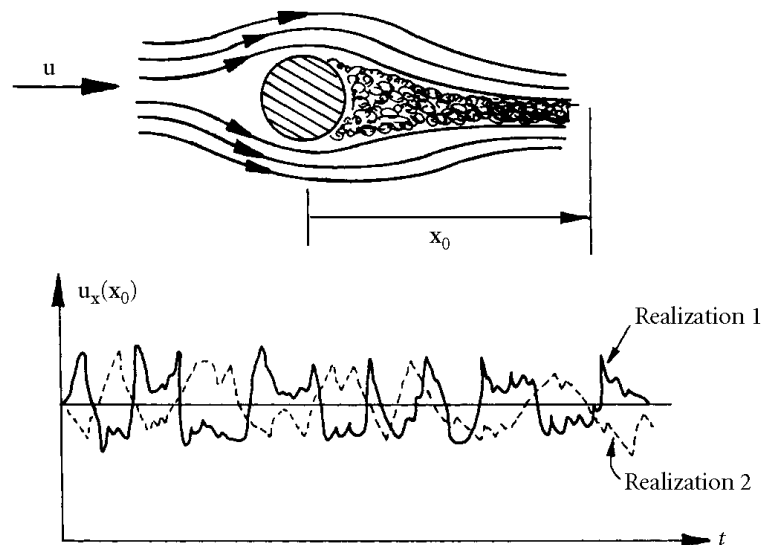 u
x₀
uₓ(x₀)
Realization 1
Realization 2
t